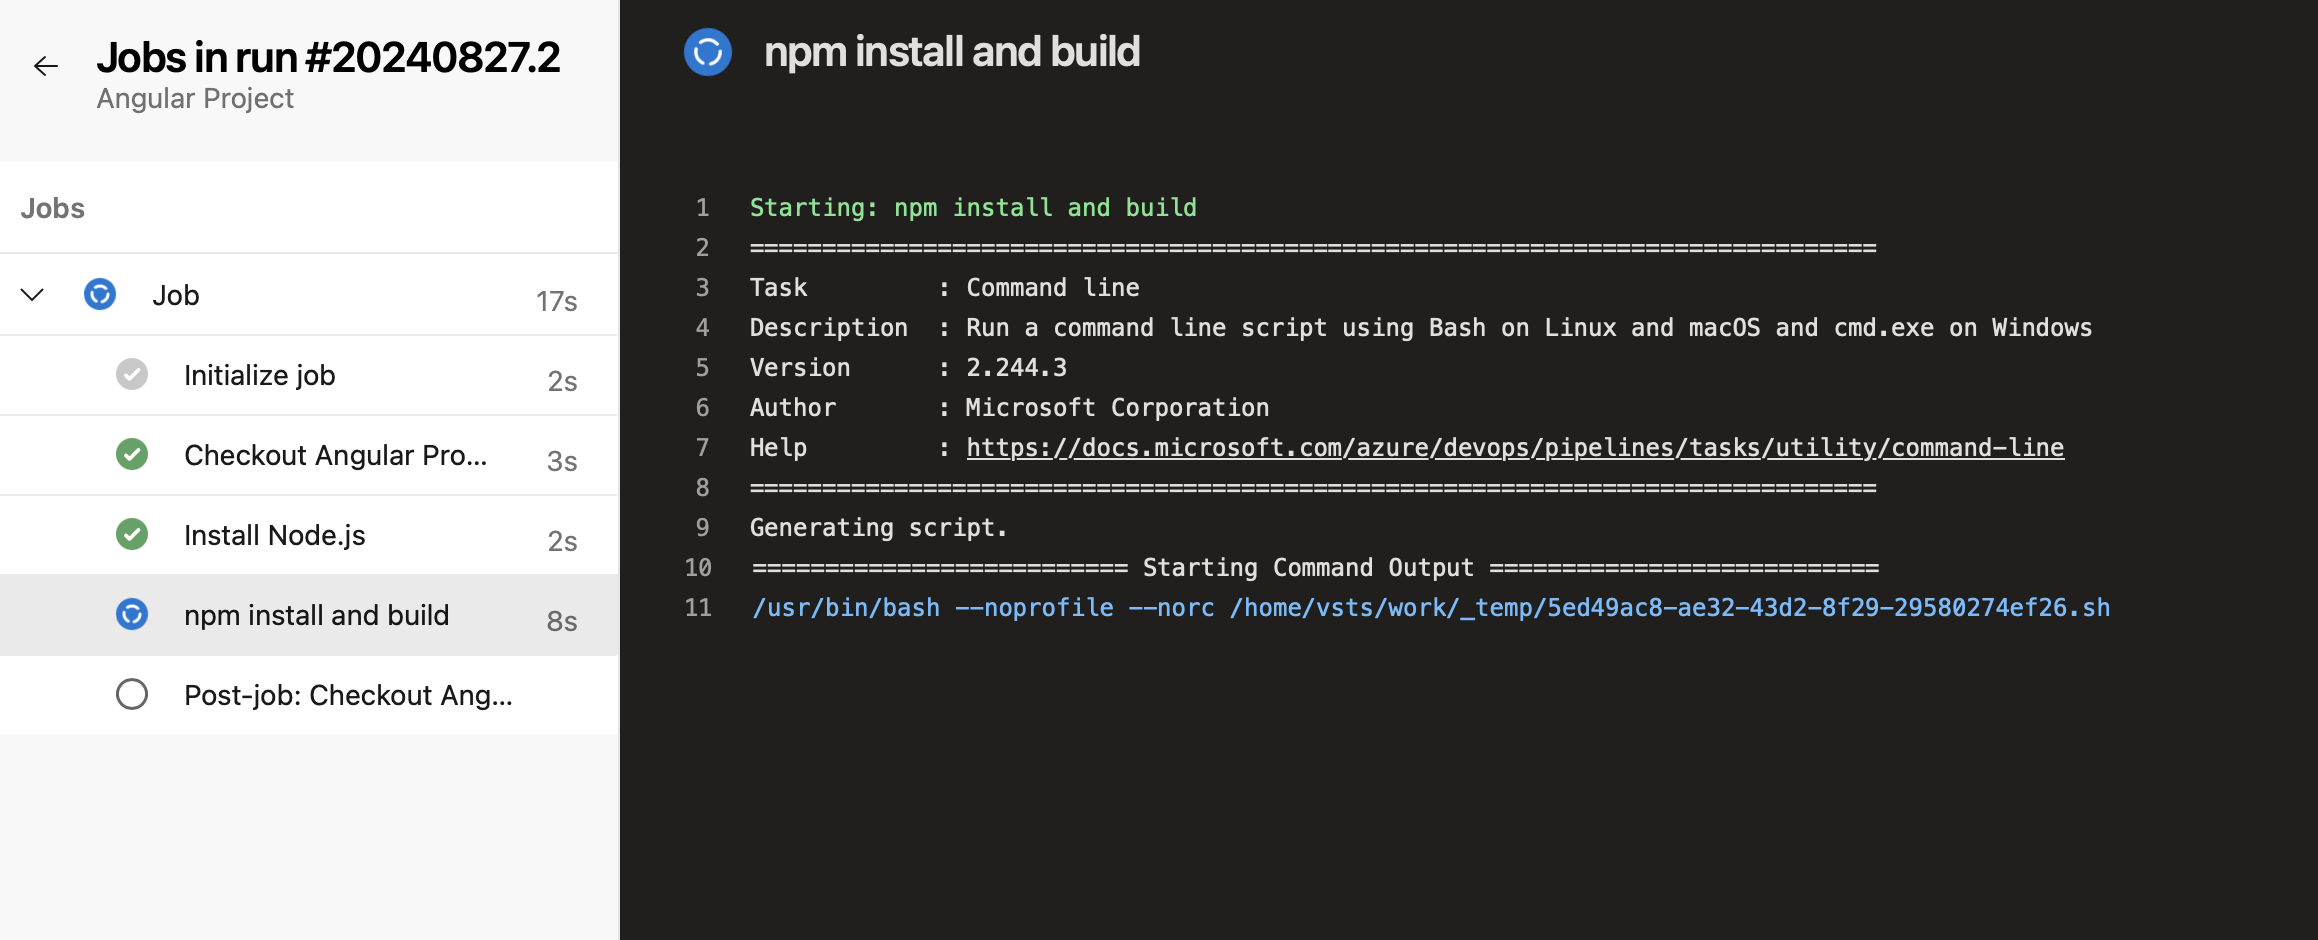 Jobs in run #20240827.2
Angular Project
Jobs
Job 17s
Initialize job 2s
Checkout Angular Pro... 3s
Install Node.js 2s
npm install and build 8s
Post-job: Checkout Ang...
npm install and build
1 Starting: npm install and build
2 ==============================================================================
3 Task         : Command line
4 Description  : Run a command line script using Bash on Linux and macOS and cmd.exe on Windows
5 Version      : 2.244.3
6 Author       : Microsoft Corporation
7 Help         : https://docs.microsoft.com/azure/devops/pipelines/tasks/utility/command-line
8 ==============================================================================
9 Generating script.
10 ========================== Starting Command Output ===========================
11 /usr/bin/bash --noprofile --norc /home/vsts/work/_temp/5ed49ac8-ae32-43d2-8f29-29580274ef26.sh